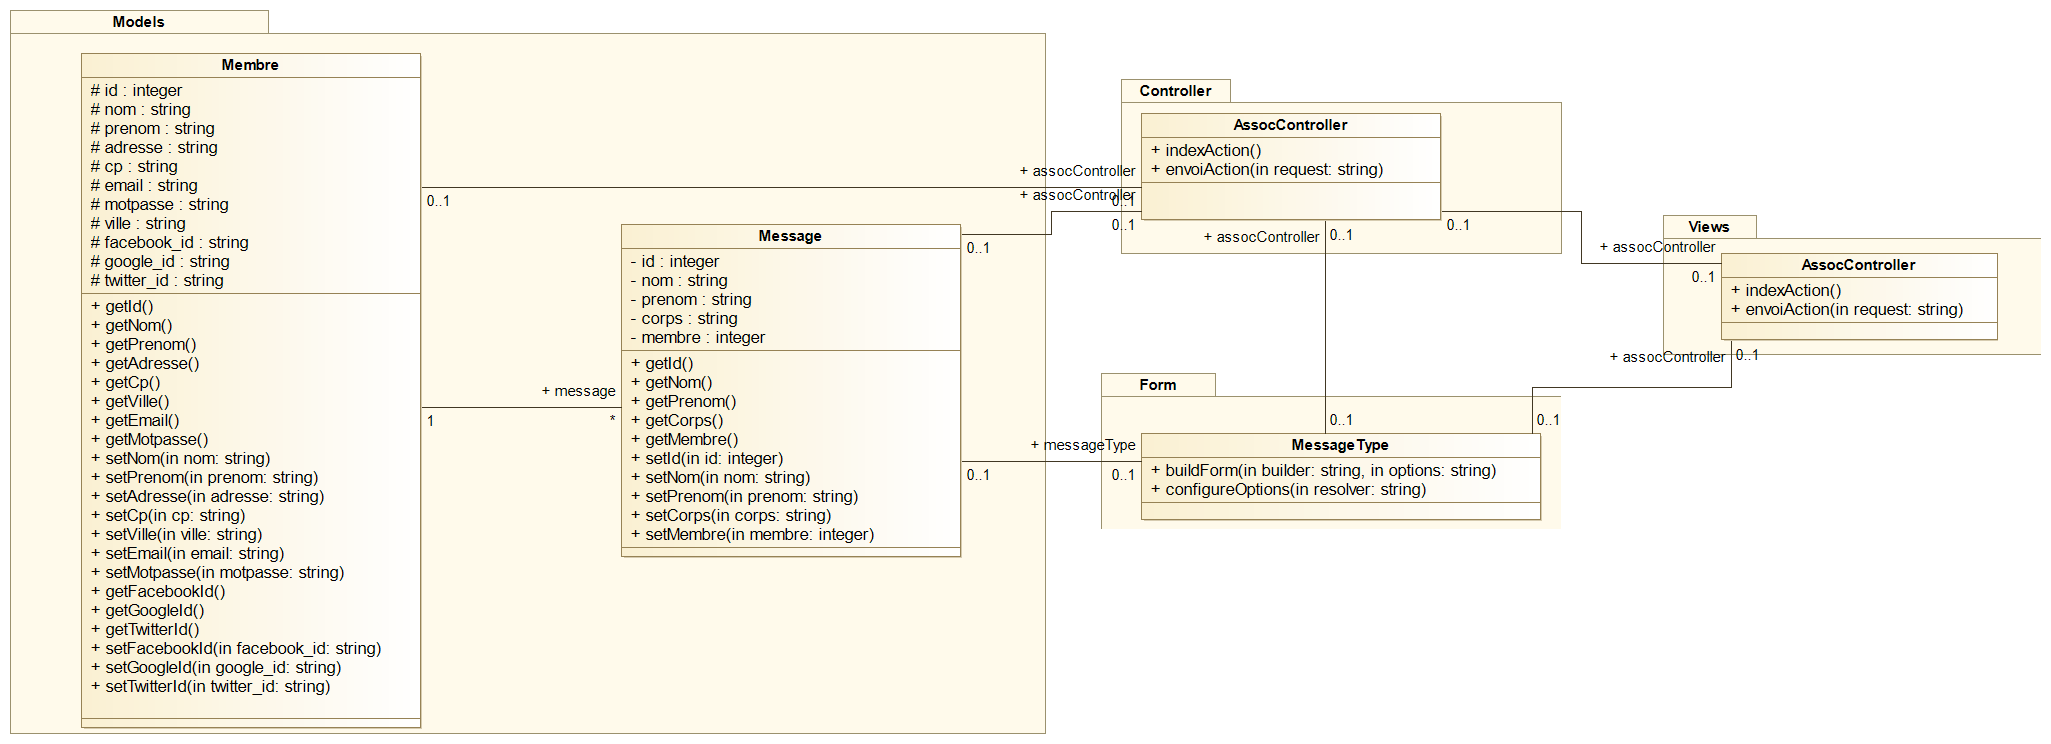 Models
Membre
# id : integer
# nom : string
# prenom : string
# adresse : string
# cp : string
# email : string
# motpasse : string
# ville : string
# facebook_id : string
# google_id : string
# twitter_id : string
+ getId()
+ getNom()
+ getPrenom()
+ getAdresse()
+ getCp()
+ getVille()
+ getEmail()
+ getMotpasse()
+ setNom(in nom: string)
+ setPrenom(in prenom: string)
+ setAdresse(in adresse: string)
+ setCp(in cp: string)
+ setVille(in ville: string)
+ setEmail(in email: string)
+ setMotpasse(in motpasse: string)
+ getFacebookId()
+ getGoogleId()
+ getTwitterId()
+ setFacebookId(in facebook_id: string)
+ setGoogleId(in google_id: string)
+ setTwitterId(in twitter_id: string)
0..1
+ assocController
0..1
1
+ message
*
Message
- id : integer
- nom : string
- prenom : string
- corps : string
- membre : integer
+ getId()
+ getNom()
+ getPrenom()
+ getCorps()
+ getMembre()
+ setId(in id: integer)
+ setNom(in nom: string)
+ setPrenom(in prenom: string)
+ setCorps(in corps: string)
+ setMembre(in membre: integer)
0..1
+ assocController
0..1
0..1
+ messageType
0..1
Controller
AssocController
+ indexAction()
+ envoiAction(in request: string)
+ assocController
0..1
0..1
0..1
+ assocController
0..1
Views
AssocController
+ indexAction()
+ envoiAction(in request: string)
+ assocController
0..1
0..1
Form
MessageType
+ buildForm(in builder: string, in options: string)
+ configureOptions(in resolver: string)